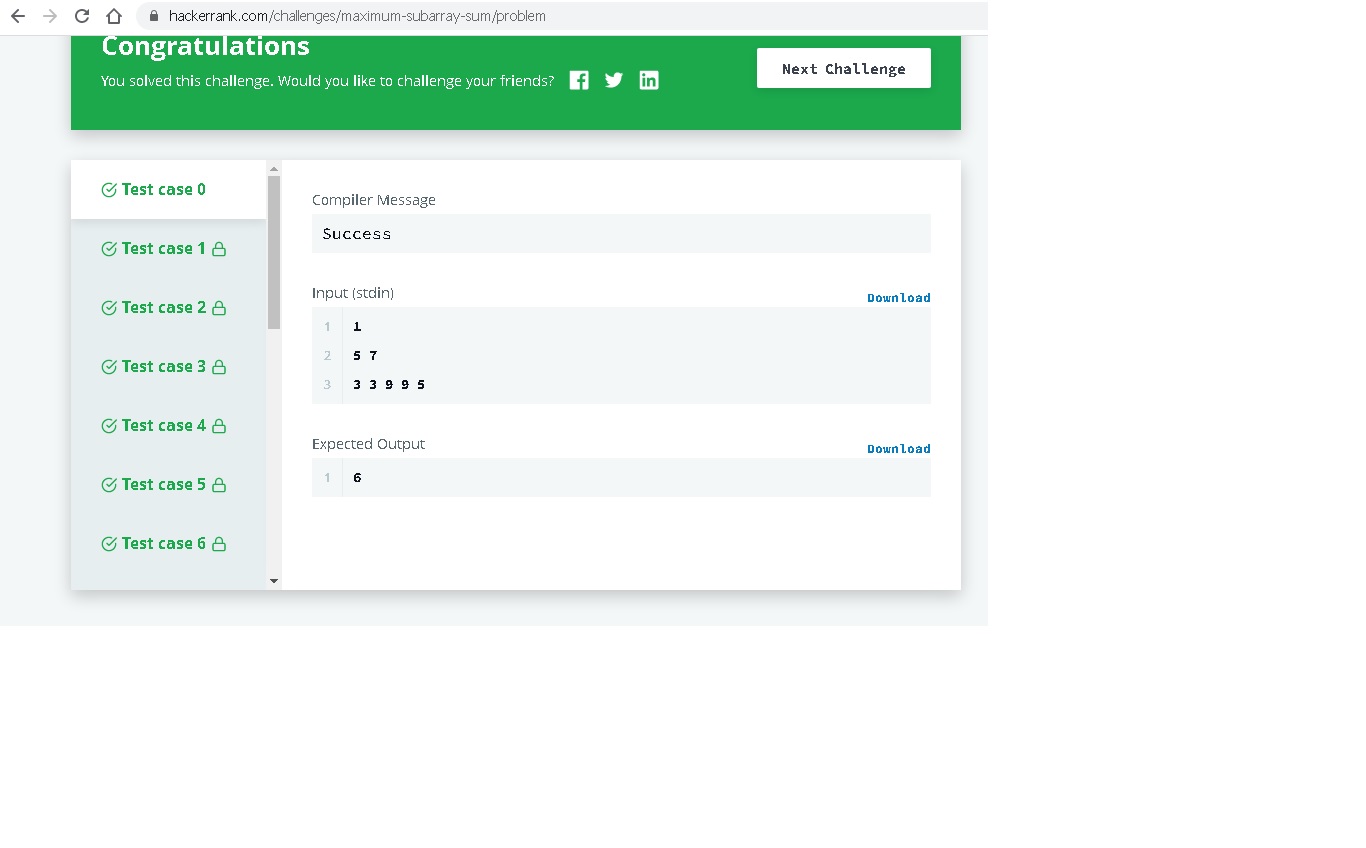 hackerrank.com/challenges/maximum-subarray-sum/problem
Congratulations
You solved this challenge. Would you like to challenge your friends?
Next Challenge
Test case 0
Test case 1
Test case 2
Test case 3
Test case 4
Test case 5
Test case 6
Compiler Message
Success
Input (stdin)
Download
1 1
2 5 7
3 3 3 9 9 5
Expected Output
Download
1 6